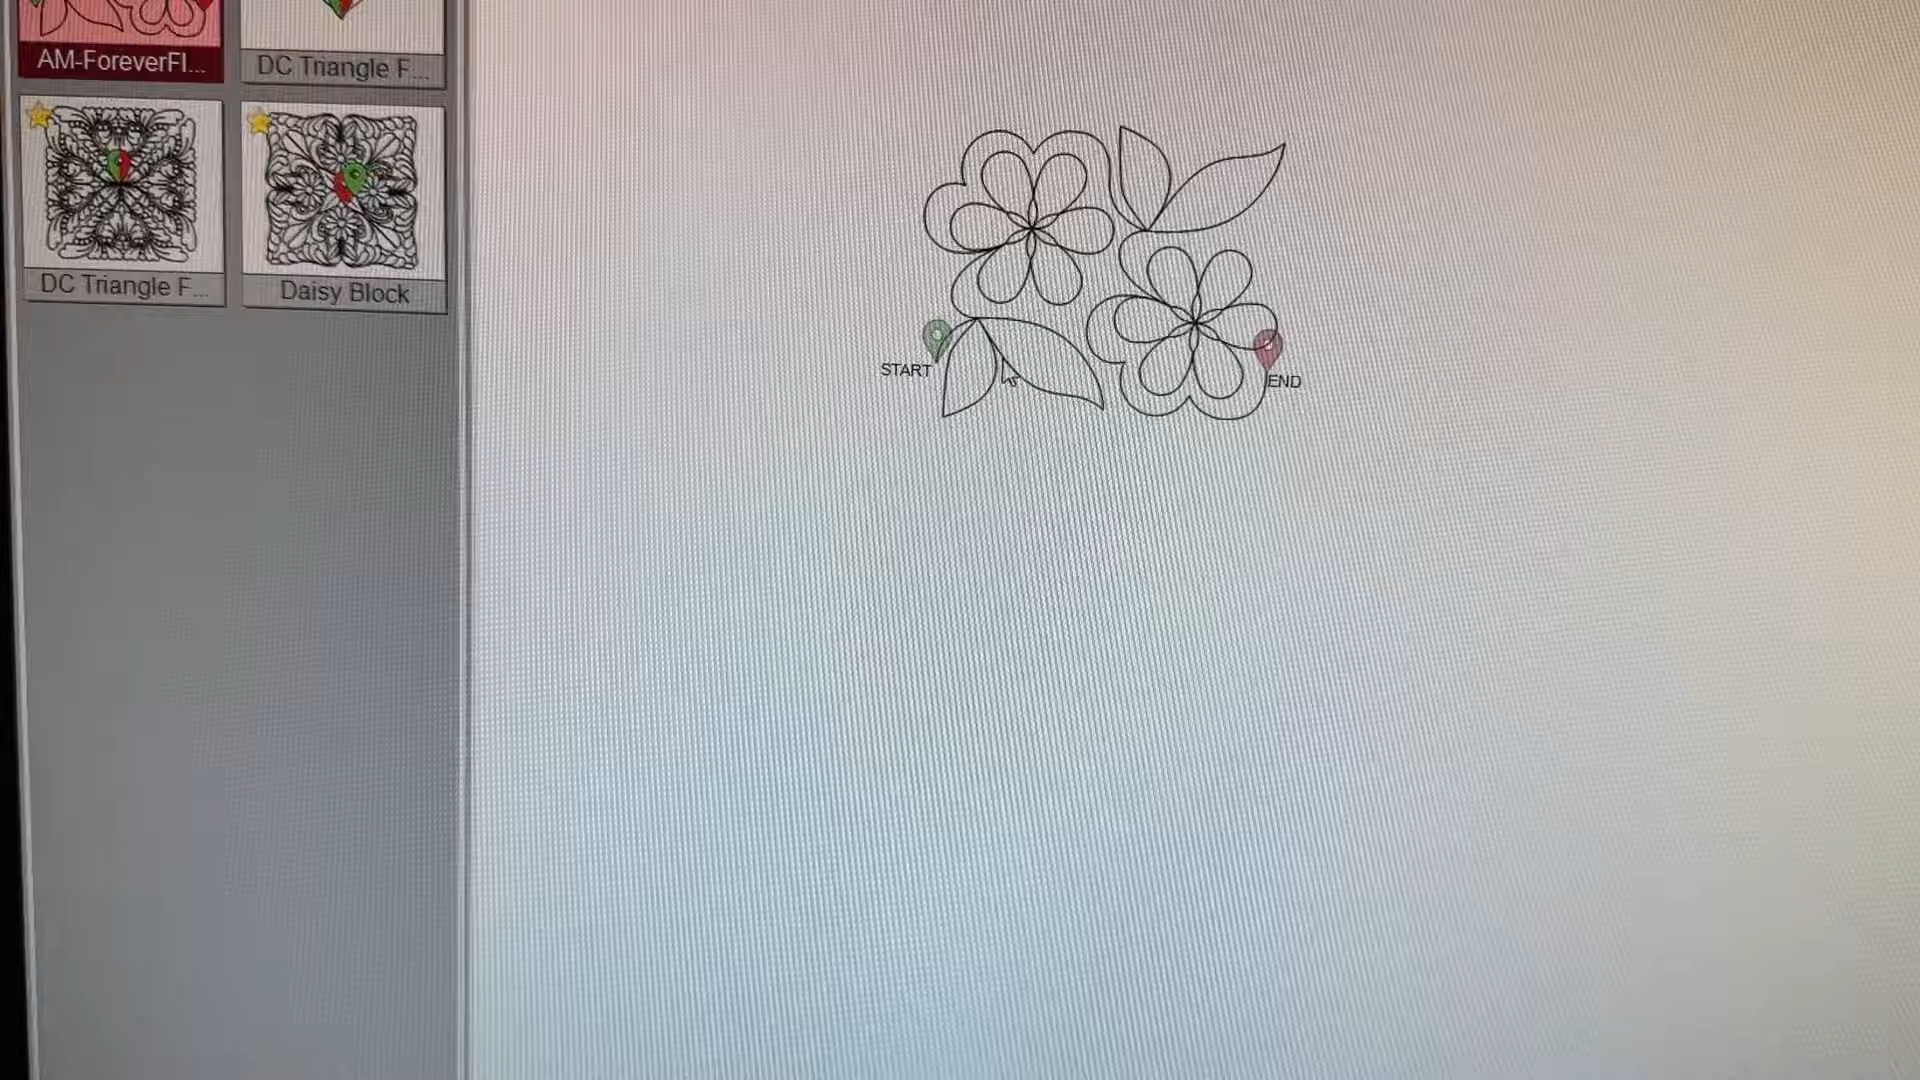 AM-ForeverFl...
DC Triangle F...
DC Triangle F...
Daisy Block
START
END